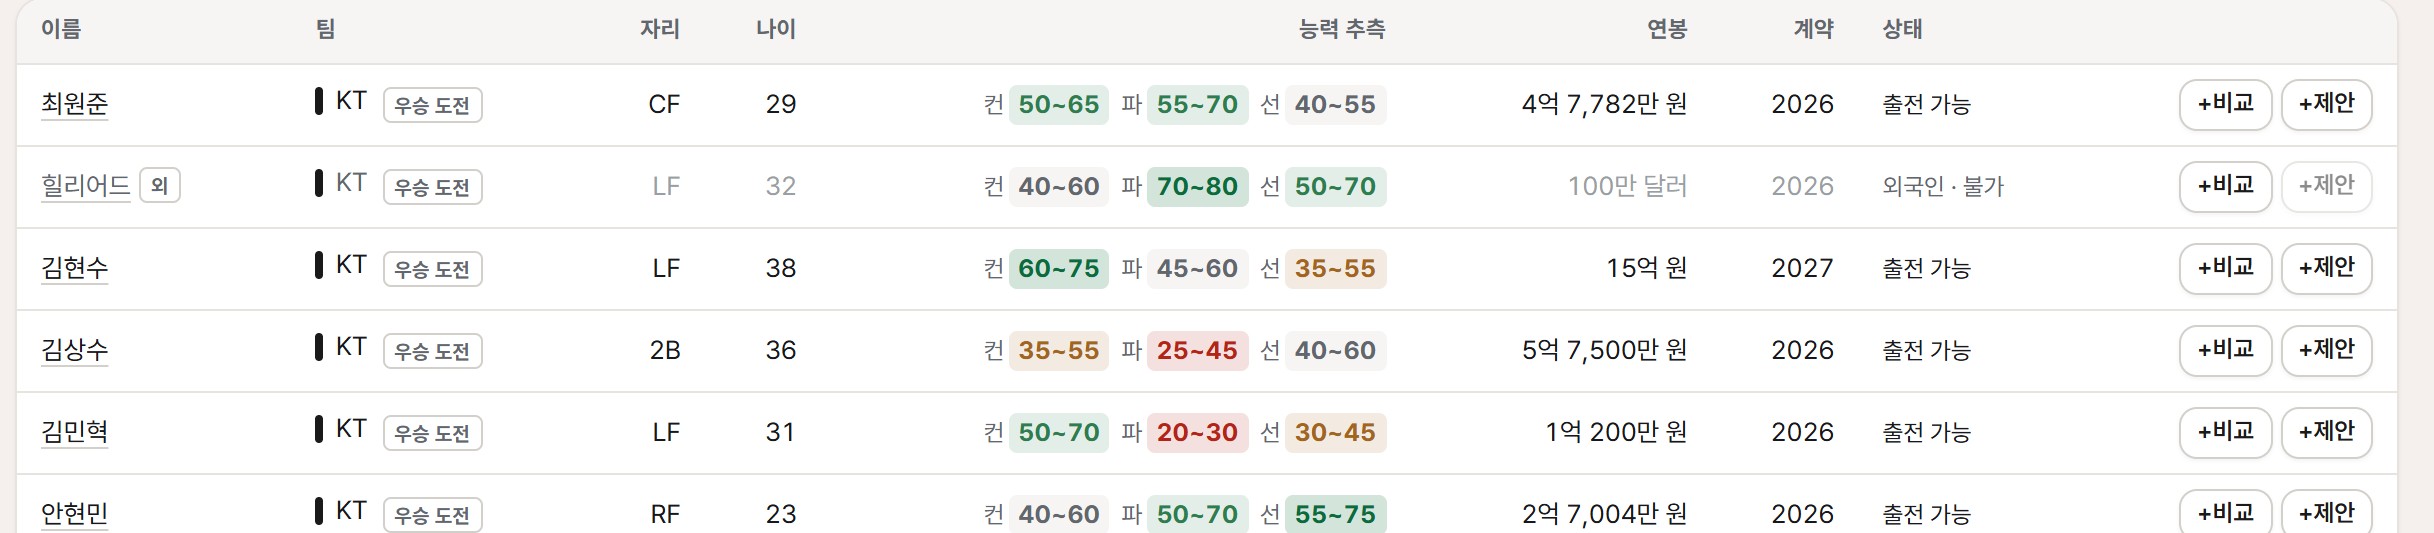 이름 팀 자리 나이 능력 추측 연봉 계약 상태
최원준 KT 우승 도전 CF 29 컨 50~65 파 55~70 선 40~55 4억 7,782만 원 2026 출전 가능 +비교 +제안
힐리어드 외 KT 우승 도전 LF 32 컨 40~60 파 70~80 선 50~70 100만 달러 2026 외국인 · 불가 +비교 +제안
김현수 KT 우승 도전 LF 38 컨 60~75 파 45~60 선 35~55 15억 원 2027 출전 가능 +비교 +제안
김상수 KT 우승 도전 2B 36 컨 35~55 파 25~45 선 40~60 5억 7,500만 원 2026 출전 가능 +비교 +제안
김민혁 KT 우승 도전 LF 31 컨 50~70 파 20~30 선 30~45 1억 200만 원 2026 출전 가능 +비교 +제안
안현민 KT 우승 도전 RF 23 컨 40~60 파 50~70 선 55~75 2억 7,004만 원 2026 출전 가능 +비교 +제안